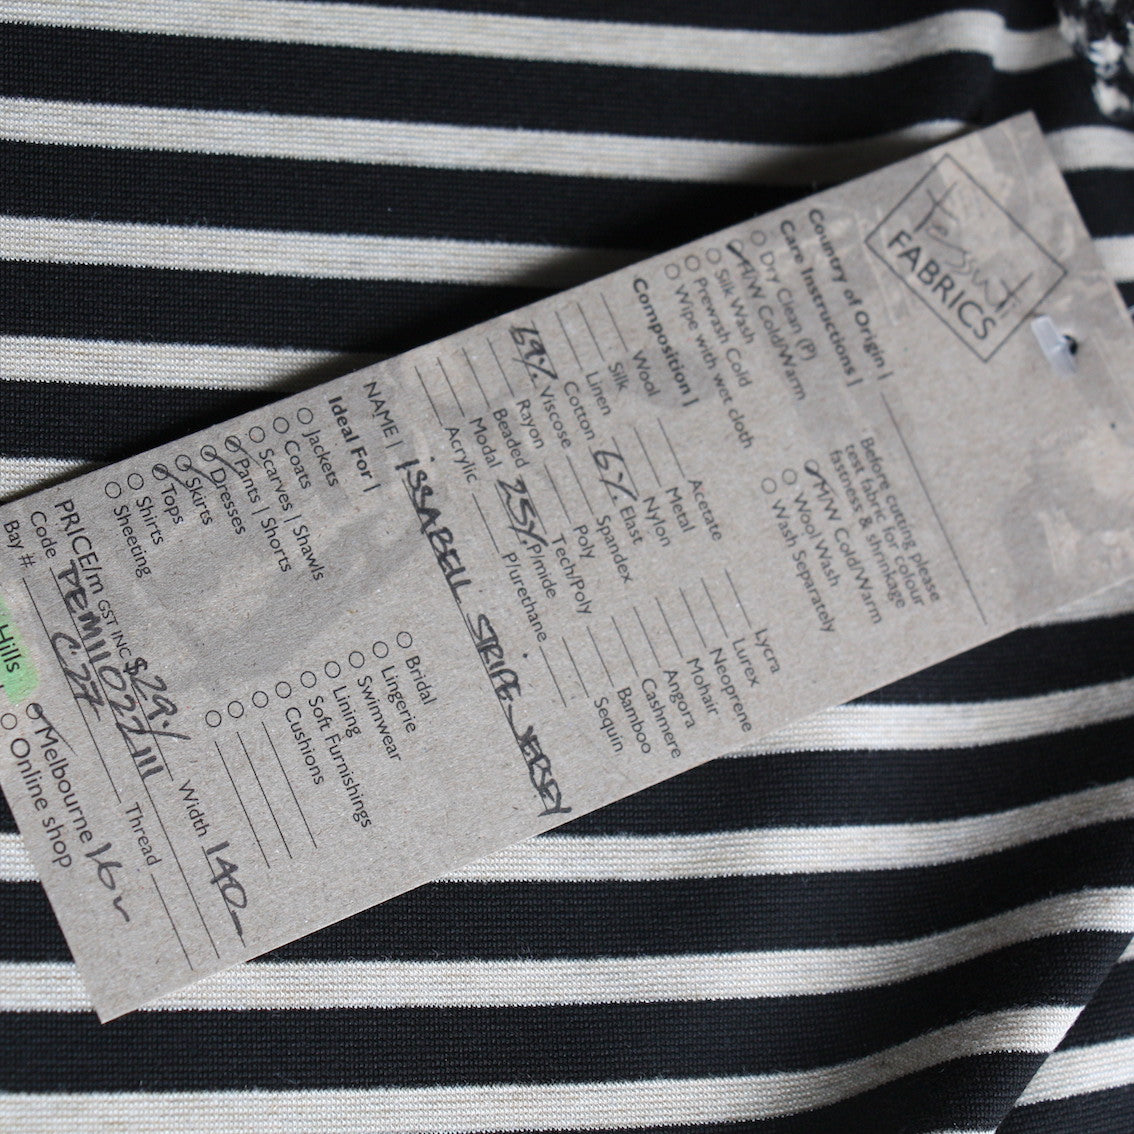 Tessuti
FABRICS
Country of Origin |
Care Instructions |
Dry Clean (P)
H/W Cold/Warm
Silk Wash
Prewash Cold
Wipe with wet cloth
Before cutting please
test fabric for colour
fastness & shrinkage
H/W Cold/Warm
Wool Wash
Wash Separately
Composition |
Wool
Silk
Linen
Cotton
69% Viscose
Rayon
Beaded
Modal
Acrylic
Acetate
Metal
Nylon
6% Elast
Spandex
Poly
Tech/Poly
25% P/mide
P/urethane
Lycra
Lurex
Neoprene
Mohair
Angora
Cashmere
Bamboo
Sequin
NAME | ISSABELL STRIPE JERSEY
Ideal For |
Jackets
Coats
Scarves | Shawls
Pants | Shorts
Dresses
Skirts
Tops
Shirts
Sheeting
Bridal
Lingerie
Swimwear
Lining
Soft Furnishings
Cushions
PRICE/m GST INC $29 Width 140
Code
Bay # C.27 Thread
Hills
Melbourne 16
Online shop